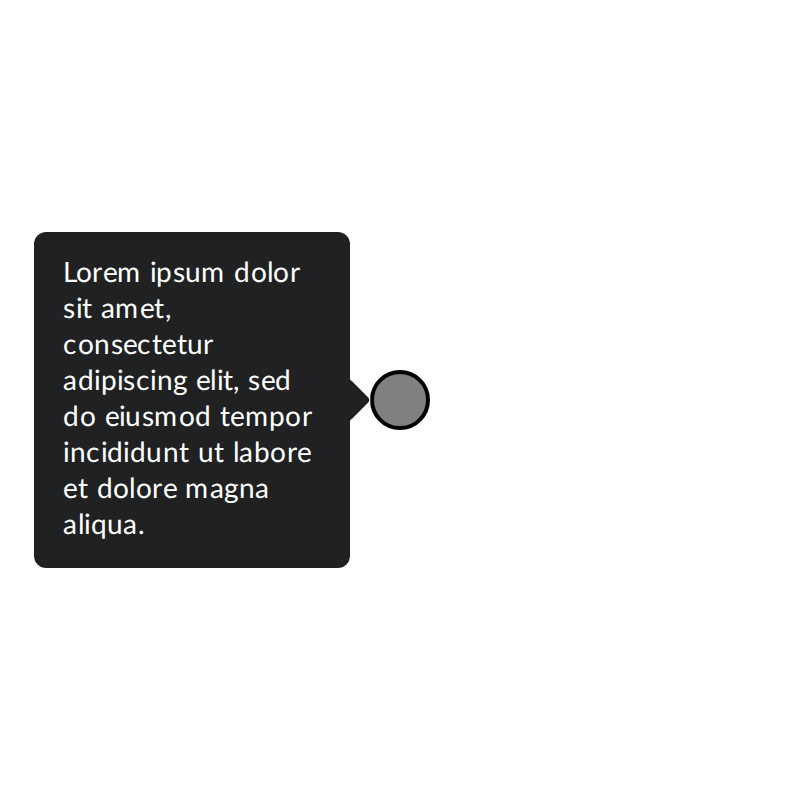 Lorem ipsum dolor
sit amet,
consectetur
adipiscing elit, sed
do eiusmod tempor
incididunt ut labore
et dolore magna
aliqua.